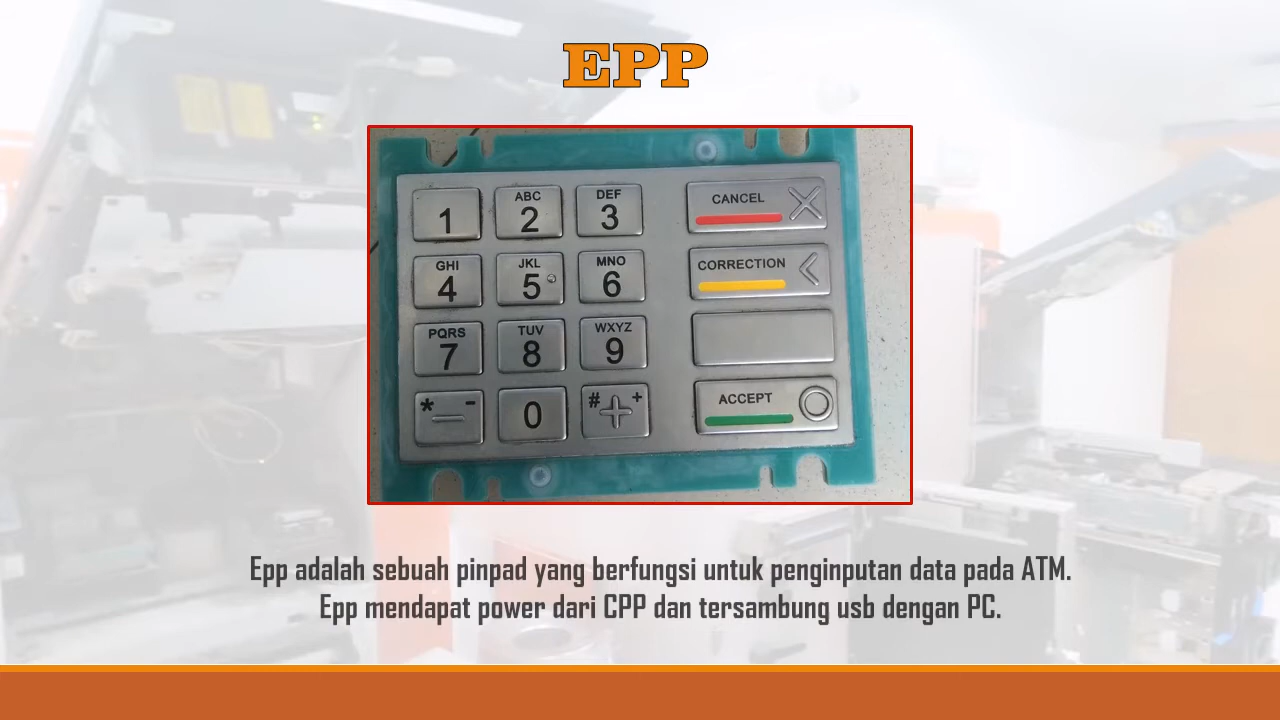 EPP
1
ABC
2
DEF
3
CANCEL
GHI
4
JKL
5
MNO
6
CORRECTION
PQRS
7
TUV
8
WXYZ
9
* -
0
# +
ACCEPT
Epp adalah sebuah pinpad yang berfungsi untuk penginputan data pada ATM.
Epp mendapat power dari CPP dan tersambung usb dengan PC.